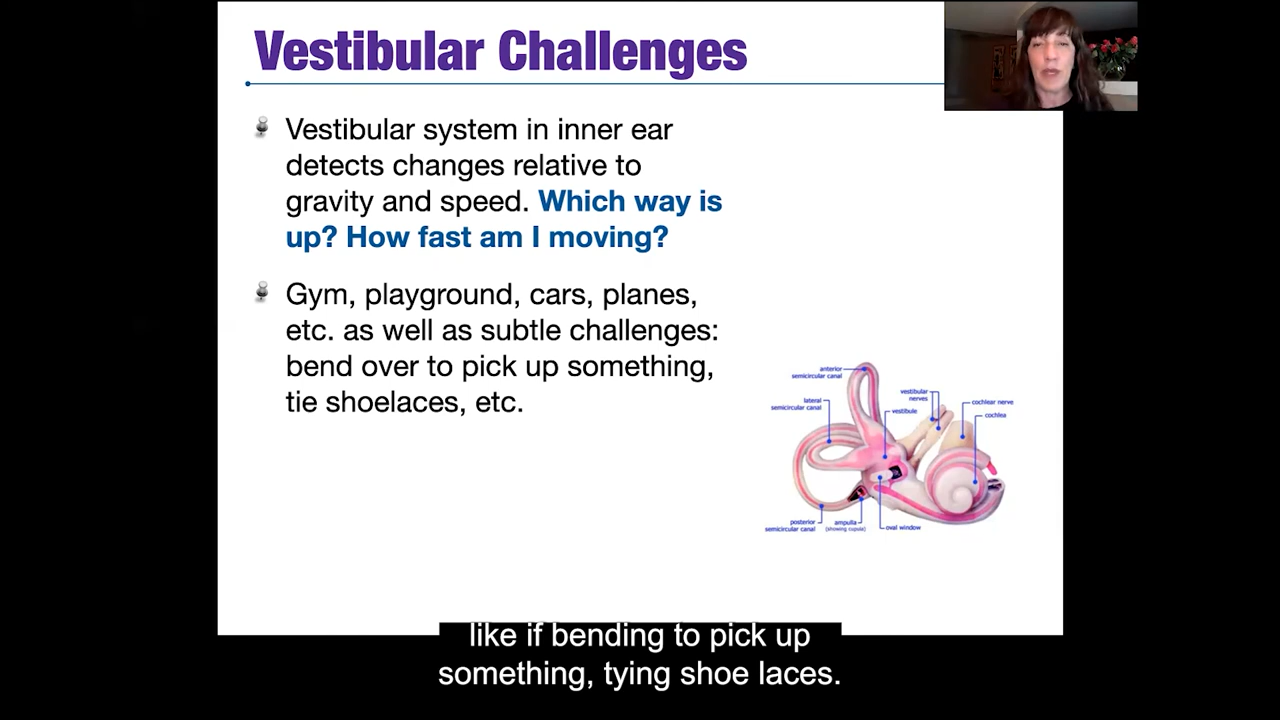 Vestibular Challenges
Vestibular system in inner ear
detects changes relative to
gravity and speed. Which way is
up? How fast am I moving?
Gym, playground, cars, planes,
etc. as well as subtle challenges:
bend over to pick up something,
tie shoelaces, etc.
anterior
semicircular canal
lateral
semicircular canal
vestibular
nerves
vestibule
cochlear nerve
cochlea
posterior
semicircular canal
ampulla
(showing cupula)
oval window
like if bending to pick up
something, tying shoe laces.